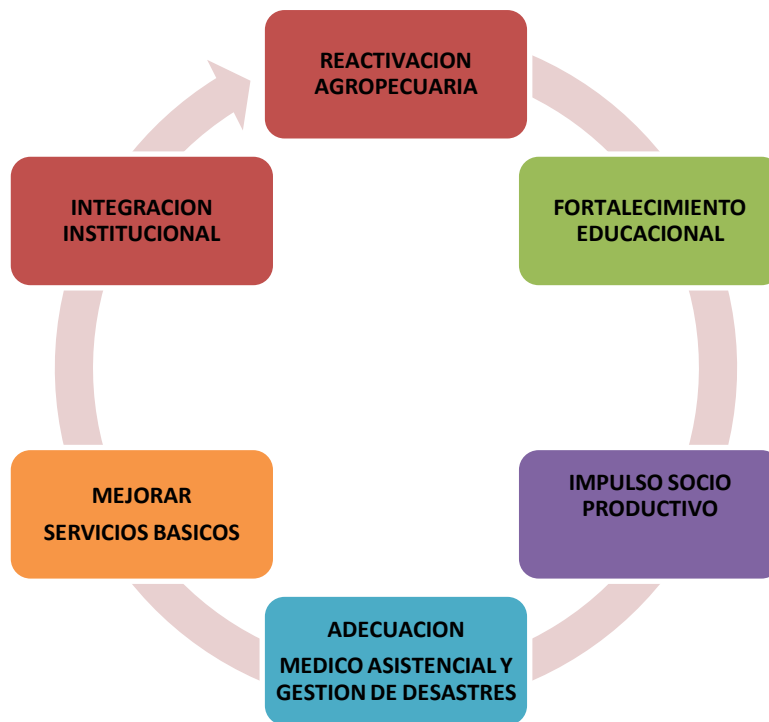 REACTIVACION
AGROPECUARIA
FORTALECIMIENTO
EDUCACIONAL
IMPULSO SOCIO
PRODUCTIVO
ADECUACION
MEDICO ASISTENCIAL Y
GESTION DE DESASTRES
MEJORAR
SERVICIOS BASICOS
INTEGRACION
INSTITUCIONAL